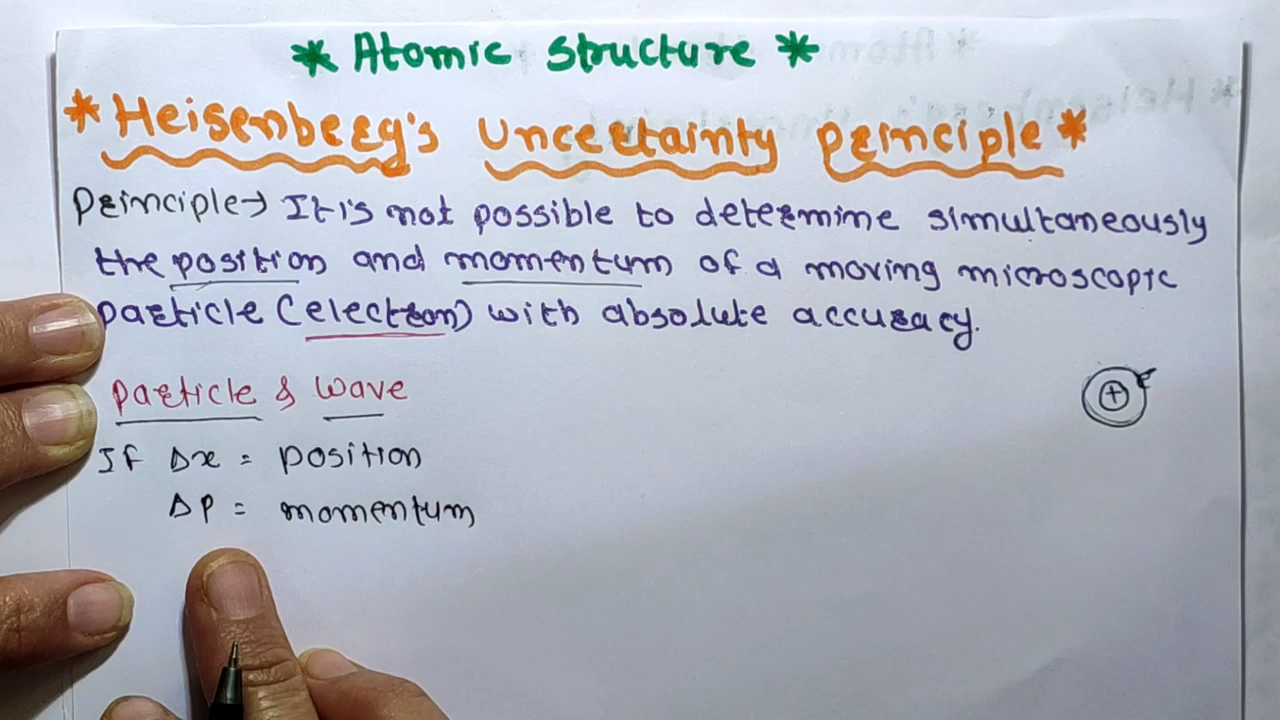 * Atomic Structure *
* Heisenberg's Uncertainty Principle *
Principle → It is not possible to determine simultaneously
the position and momentum of a moving microscopic
particle (electron) with absolute accuracy.
Particle & Wave
+ e
If Δx = position
Δp = momentum